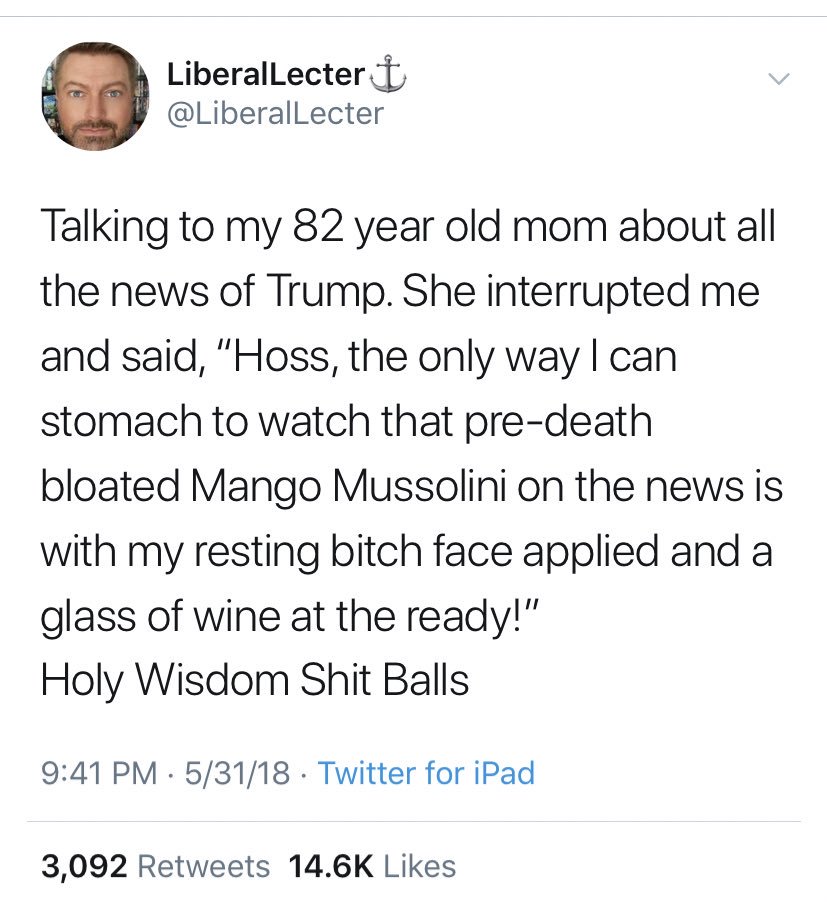 LiberalLecter⚓
@LiberalLecter
Talking to my 82 year old mom about all
the news of Trump. She interrupted me
and said, “Hoss, the only way I can
stomach to watch that pre-death
bloated Mango Mussolini on the news is
with my resting bitch face applied and a
glass of wine at the ready!”
Holy Wisdom Shit Balls
9:41 PM · 5/31/18 · Twitter for iPad
3,092 Retweets 14.6K Likes